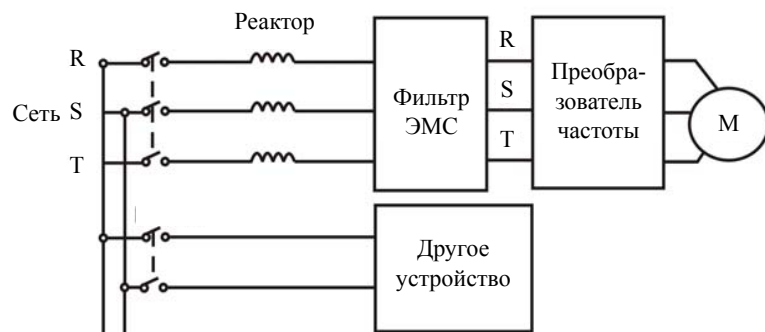 Реактор
R
Сеть S
T
Фильтр
ЭМС
R
S
T
Преобра-
зователь
частоты
М
Другое
устройство